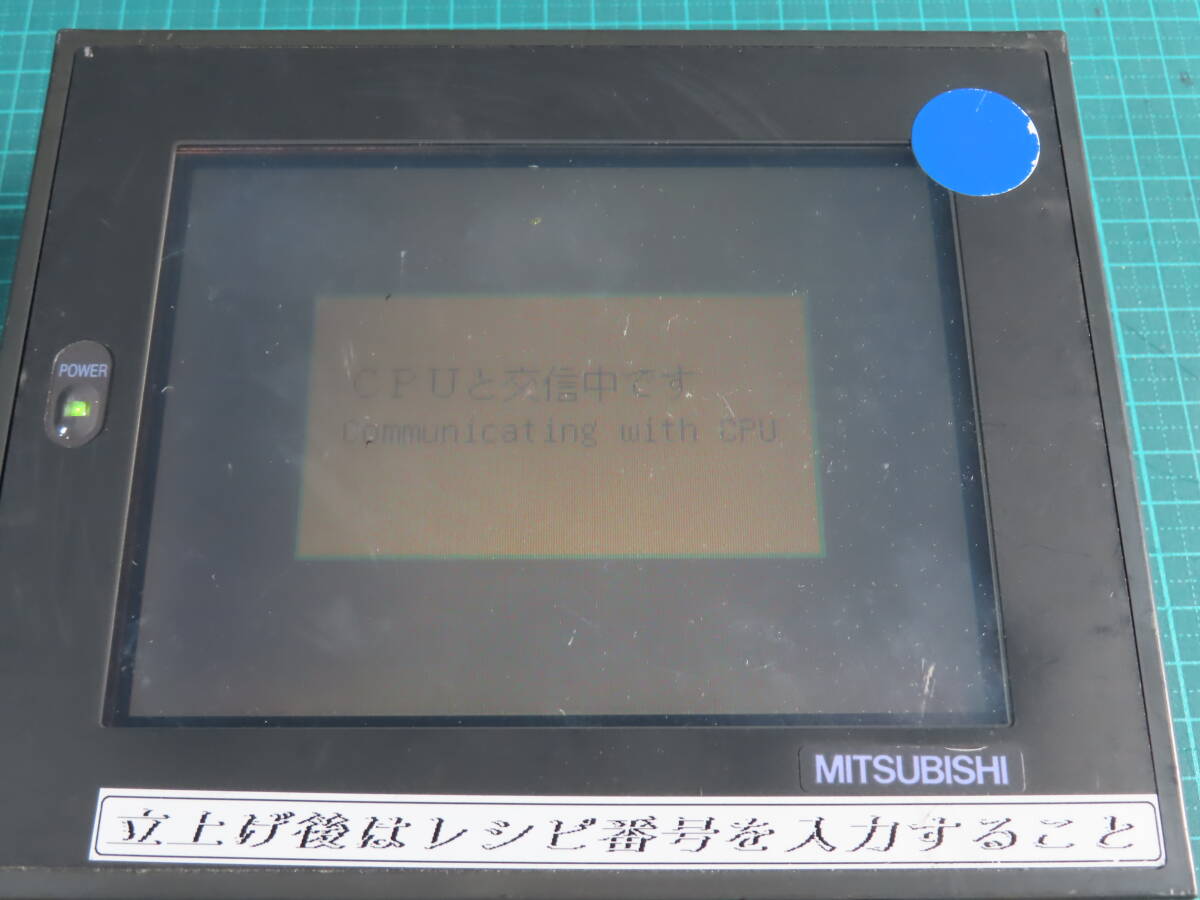 POWER
CPUと交信中です
Communicating with CPU
MITSUBISHI
立上げ後はレシピ番号を入力すること